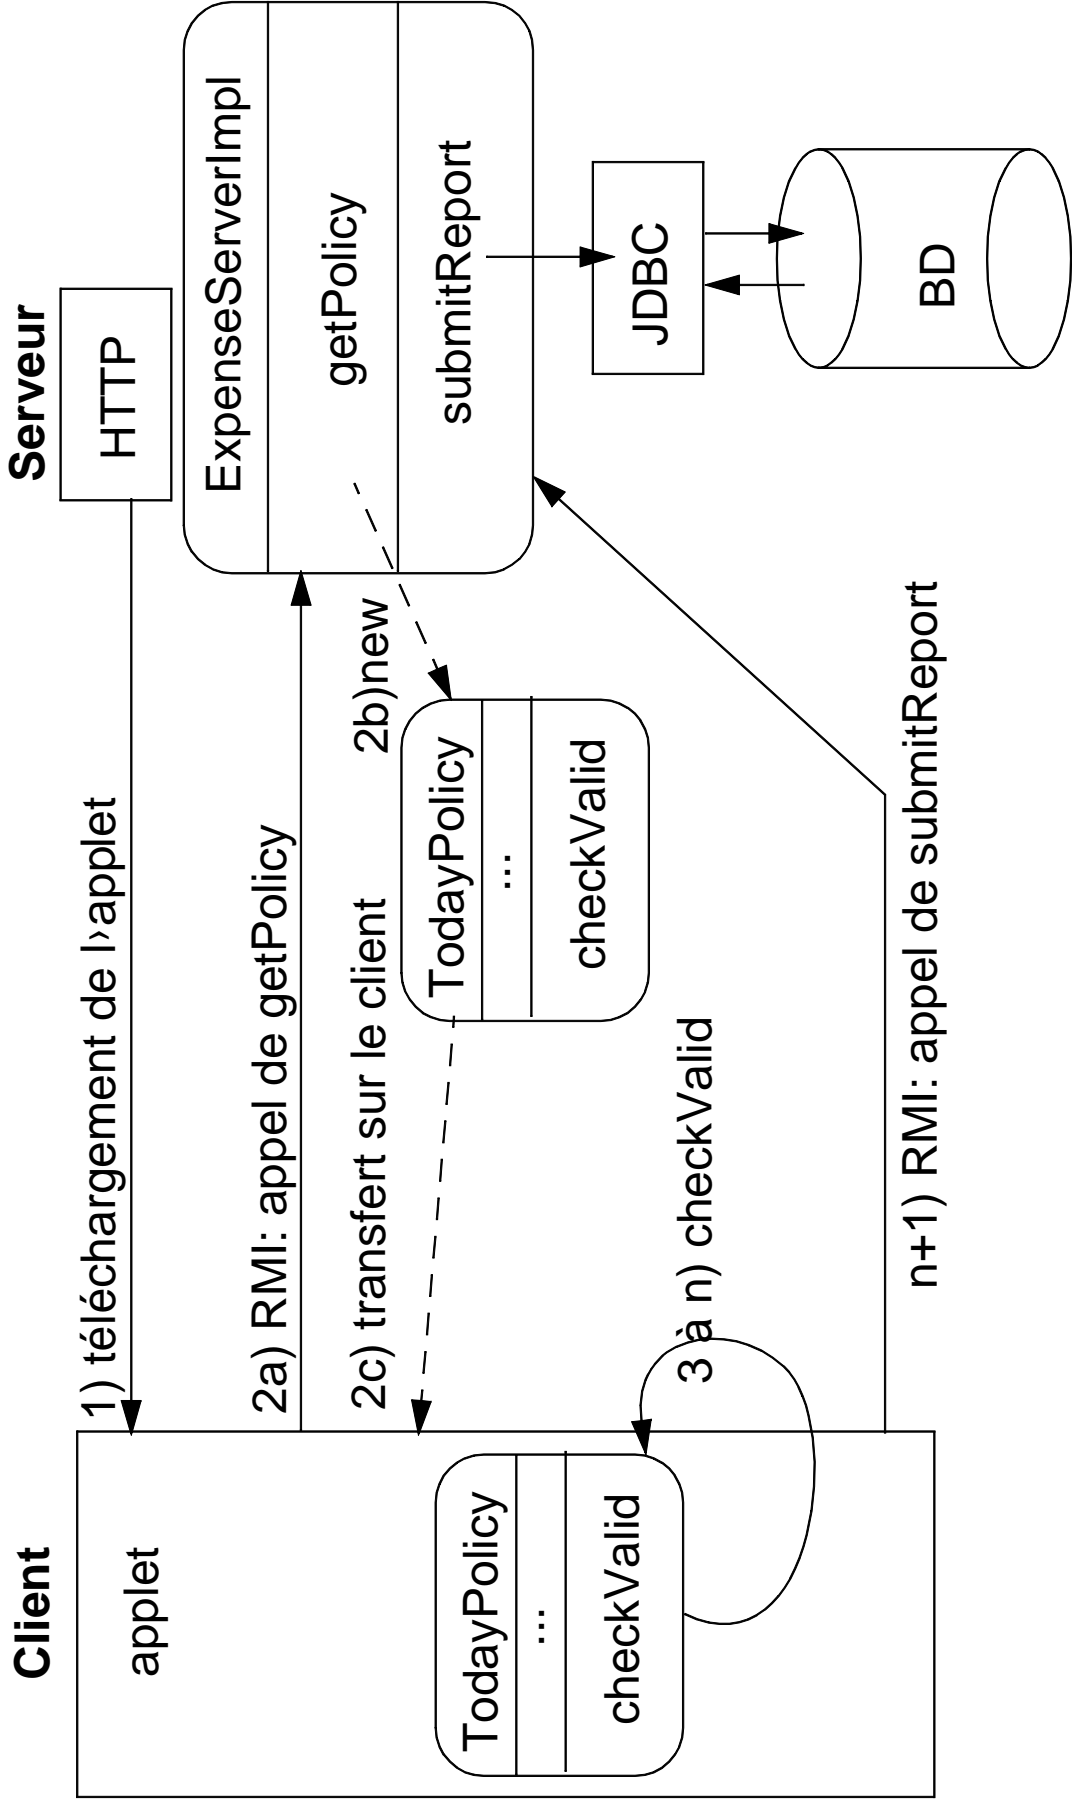 Client
Serveur
applet
HTTP
1) téléchargement de l›applet
ExpenseServerImpl
2a) RMI: appel de getPolicy
getPolicy
2b)new
2c) transfert sur le client
submitReport
TodayPolicy
...
checkValid
TodayPolicy
...
checkValid
3 à n) checkValid
JDBC
n+1) RMI: appel de submitReport
BD